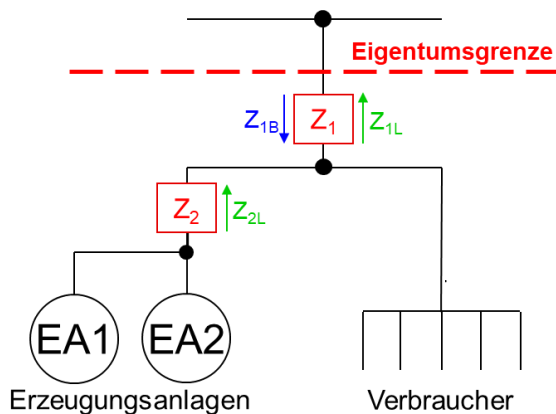 Eigentumsgrenze
Z1B Z1 Z1L
Z2 Z2L
EA1 EA2
Erzeugungsanlagen Verbraucher